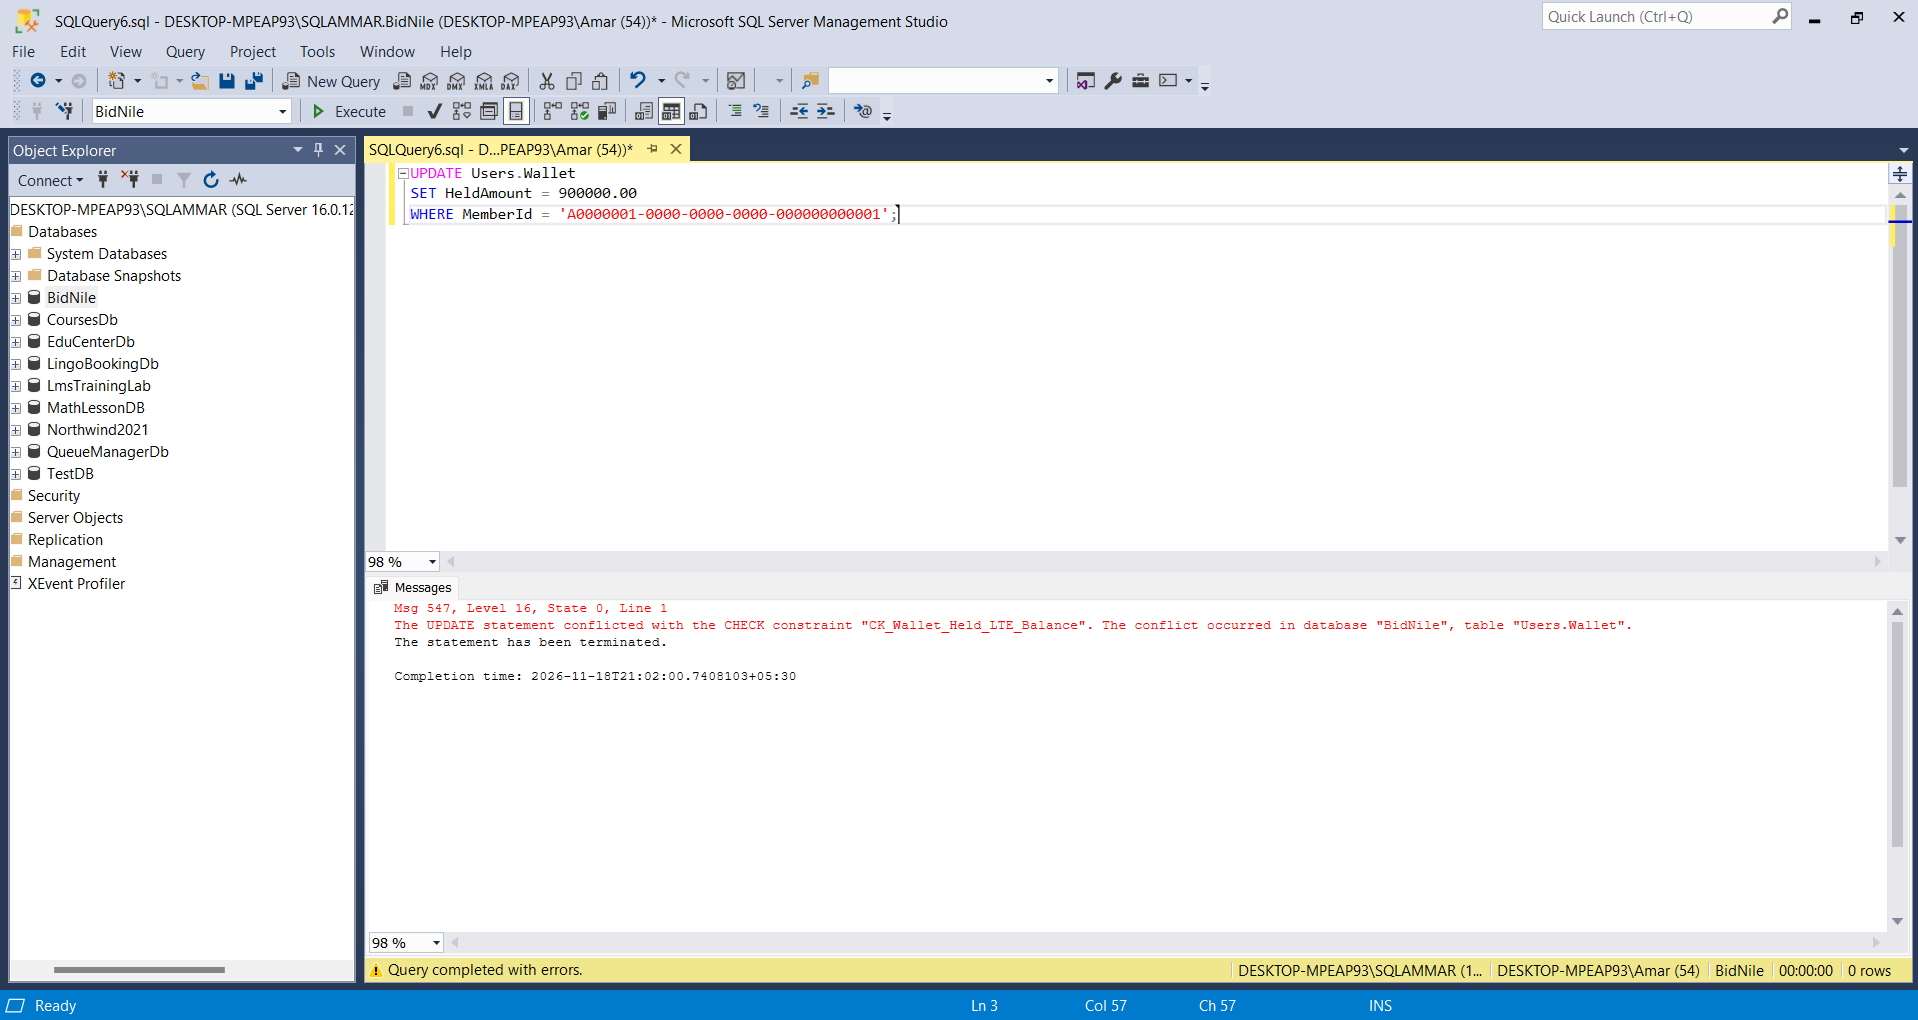 SQLQuery6.sql - DESKTOP-MPEAP93\SQLAMMAR.BidNile (DESKTOP-MPEAP93\Amar (54))* - Microsoft SQL Server Management Studio
Quick Launch (Ctrl+Q)
File Edit View Query Project Tools Window Help
New Query MDX DMX XMLA DAX
BidNile Execute
Object Explorer
Connect
DESKTOP-MPEAP93\SQLAMMAR (SQL Server 16.0.12
Databases
System Databases
Database Snapshots
BidNile
CoursesDb
EduCenterDb
LingoBookingDb
LmsTrainingLab
MathLessonDB
Northwind2021
QueueManagerDb
TestDB
Security
Server Objects
Replication
Management
XEvent Profiler
SQLQuery6.sql - D...PEAP93\Amar (54))*
UPDATE Users.Wallet
SET HeldAmount = 900000.00
WHERE MemberId = 'A0000001-0000-0000-0000-000000000001';
98 %
Messages
Msg 547, Level 16, State 0, Line 1
The UPDATE statement conflicted with the CHECK constraint "CK_Wallet_Held_LTE_Balance". The conflict occurred in database "BidNile", table "Users.Wallet".
The statement has been terminated.
Completion time: 2026-11-18T21:02:00.7408103+05:30
98 %
Query completed with errors. DESKTOP-MPEAP93\SQLAMMAR (1... DESKTOP-MPEAP93\Amar (54) BidNile 00:00:00 0 rows
Ready Ln 3 Col 57 Ch 57 INS